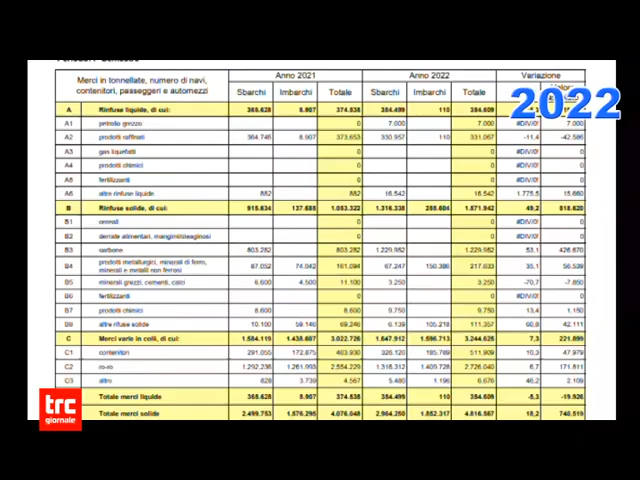 Merci in tonnellate, numero di navi, contenitori, passeggeri e automezzi Anno 2021 Anno 2022 Variazione
Sbarchi Imbarchi Totale Sbarchi Imbarchi Totale
2022
A Rinfuse liquide, di cui: 365.628 8.907 374.535 354.499 110 354.609
A1 petrolio grezzo 0 7.000 7.000 #DIV/0! 7.000
A2 prodotti raffinati 364.746 8.907 373.653 330.957 110 331.067 -11,4 -42.586
A3 gas liquefatti 0 0 #DIV/0!
A4 prodotti chimici 0 0 #DIV/0!
A5 fertilizzanti 0 0 #DIV/0!
A6 altre rinfuse liquide 882 882 16.542 16.542 1.775,5 15.660
B Rinfuse solide, di cui: 915.634 137.688 1.053.322 1.316.338 255.604 1.571.942 49,2 518.620
B1 cereali 0 0 #DIV/0!
B2 derrate alimentari, mangimi/oleaginosi 0 0 #DIV/0!
B3 carbone 803.282 803.282 1.229.952 1.229.952 53,1 426.670
B4 prodotti metallurgici, minerali di ferro, minerali e metalli non ferrosi 87.052 74.042 161.094 67.247 150.386 217.633 35,1 56.539
B5 minerali grezzi, cementi, calci 6.600 4.500 11.100 3.250 3.250 -70,7 -7.850
B6 fertilizzanti 0 0 #DIV/0!
B7 prodotti chimici 8.600 8.600 9.750 9.750 13,4 1.150
B8 altre rifuse solide 10.100 59.146 69.246 6.139 105.218 111.357 60,8 42.111
C Merci varie in colli, di cui: 1.584.119 1.438.607 3.022.726 1.647.912 1.596.713 3.244.625 7,3 221.899
C1 contenitori 291.055 172.875 463.930 326.120 185.789 511.909 10,3 47.979
C2 ro-ro 1.292.236 1.261.993 2.554.229 1.316.312 1.409.728 2.726.040 6,7 171.811
C3 altro 828 3.739 4.567 5.480 1.196 6.676 46,2 2.109
Totale merci liquide 365.628 8.907 374.535 354.499 110 354.609 -5,3 -19.926
Totale merci solide 2.499.753 1.576.295 4.076.048 2.964.250 1.852.317 4.816.567 18,2 740.519
trc
giornale